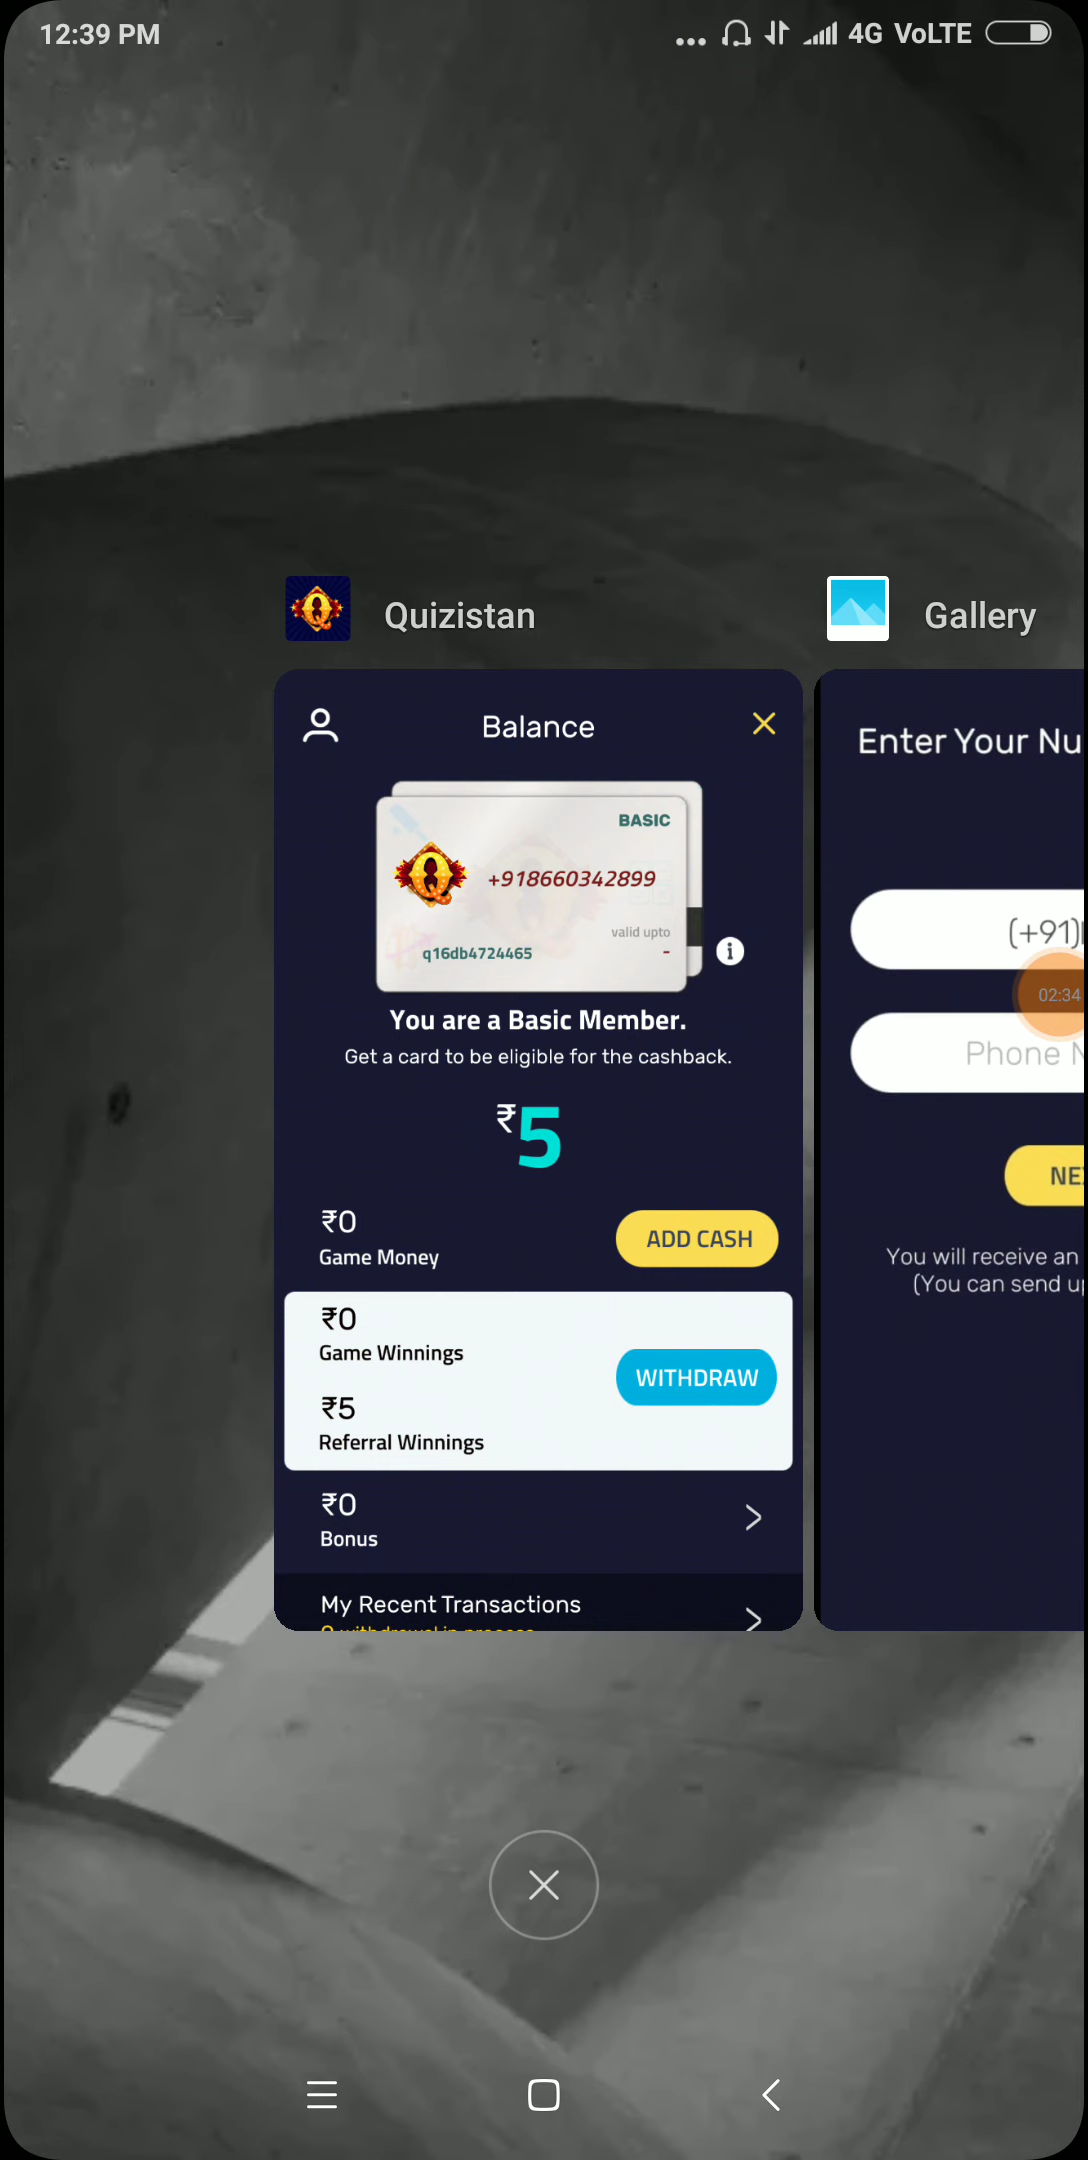 12:39 PM
4G VoLTE
Quizistan
Balance
BASIC
+918660342899
valid upto
q16db4724465
-
You are a Basic Member.
Get a card to be eligible for the cashback.
₹5
₹0
Game Money
ADD CASH
₹0
Game Winnings
WITHDRAW
₹5
Referral Winnings
₹0
Bonus
My Recent Transactions
Gallery
Enter Your Nu
(+91)
02:34
Phone
You will receive an
(You can send